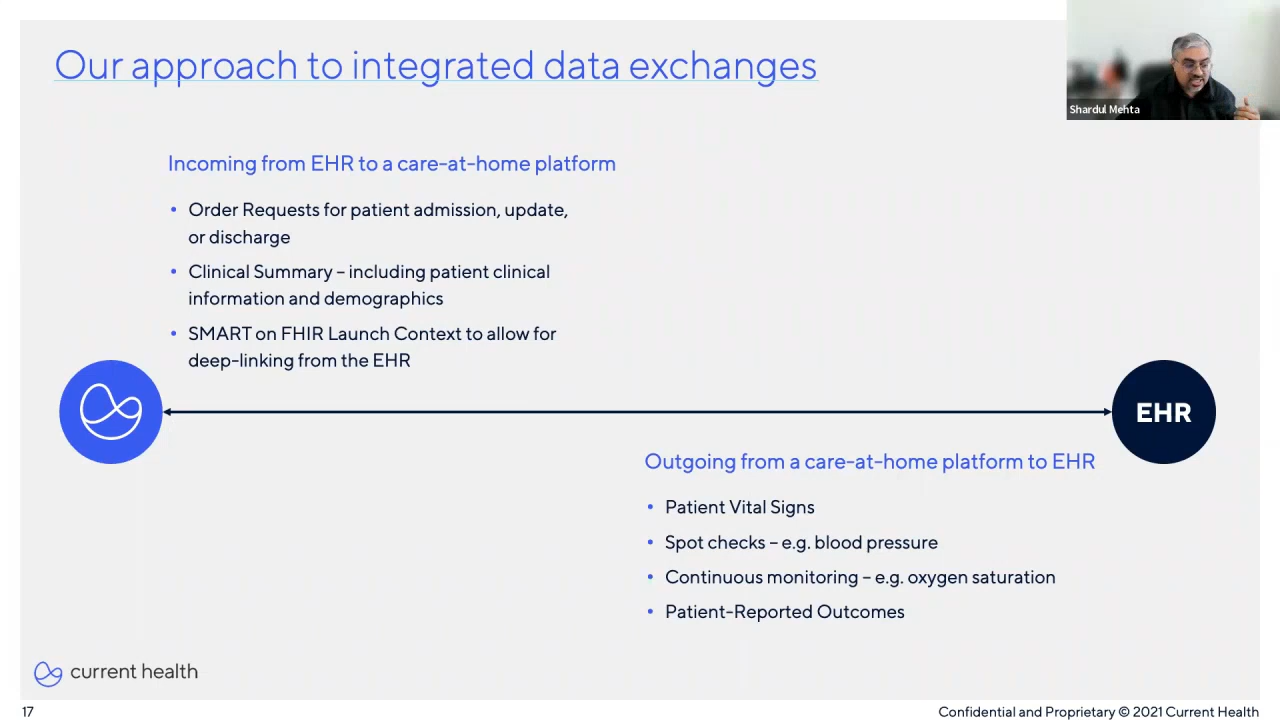 Our approach to integrated data exchanges
Shardul Mehta
Incoming from EHR to a care-at-home platform
• Order Requests for patient admission, update,
or discharge
• Clinical Summary – including patient clinical
information and demographics
• SMART on FHIR Launch Context to allow for
deep-linking from the EHR
EHR
Outgoing from a care-at-home platform to EHR
• Patient Vital Signs
• Spot checks – e.g. blood pressure
• Continuous monitoring – e.g. oxygen saturation
• Patient-Reported Outcomes
current health
17
Confidential and Proprietary © 2021 Current Health